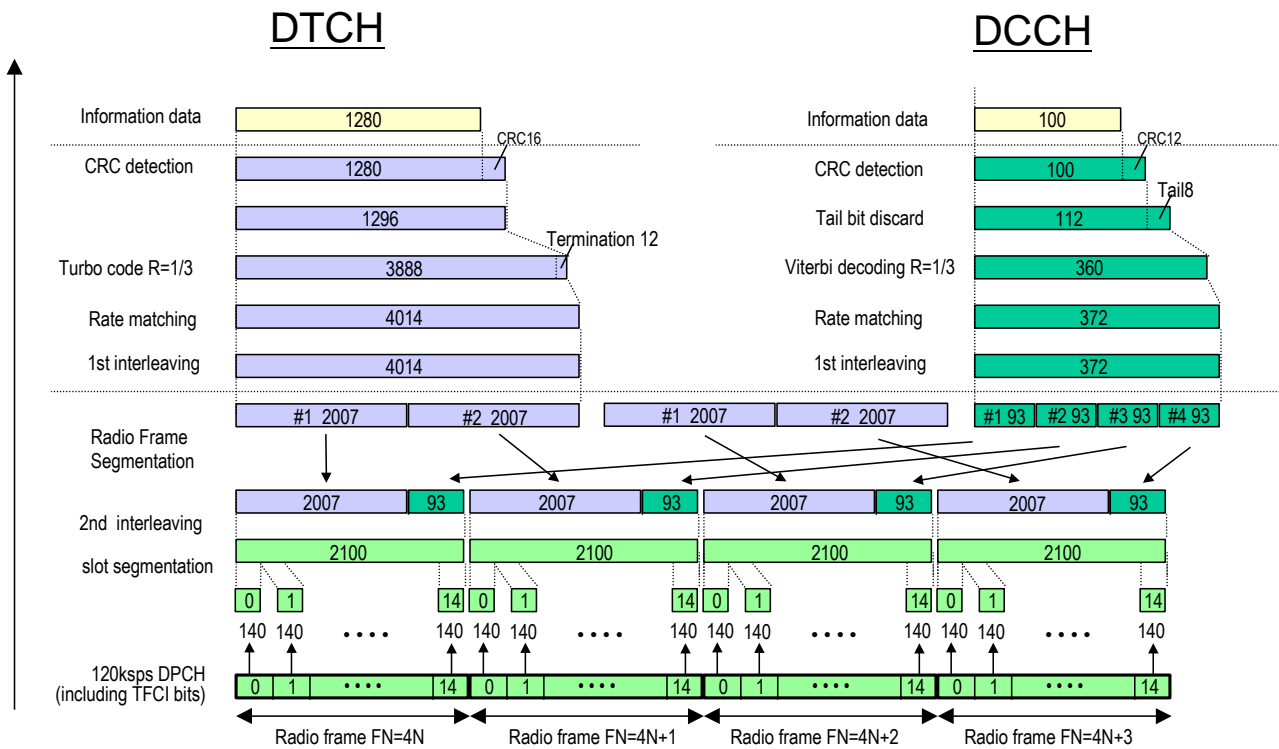 DTCH DCCH
Information data 1280 Information data 100
CRC16 CRC12
CRC detection 1280 CRC detection 100
Tail8
1296 Tail bit discard 112
Termination 12
Turbo code R=1/3 3888 Viterbi decoding R=1/3 360
Rate matching 4014 Rate matching 372
1st interleaving 4014 1st interleaving 372
#1 2007 #2 2007 #1 2007 #2 2007 #1 93 #2 93 #3 93 #4 93
Radio Frame
Segmentation
2007 93 2007 93 2007 93 2007 93
2nd interleaving
2100 2100 2100 2100
slot segmentation
0 1 14 0 1 14 0 1 14 0 1 14
140 140 • • • • 140 140 140 • • • • 140 140 140 • • • • 140 140 140 • • • • 140
120ksps DPCH
(including TFCI bits)
0 1 • • • • 14 0 1 • • • • 14 0 1 • • • • 14 0 1 • • • • 14
Radio frame FN=4N Radio frame FN=4N+1 Radio frame FN=4N+2 Radio frame FN=4N+3